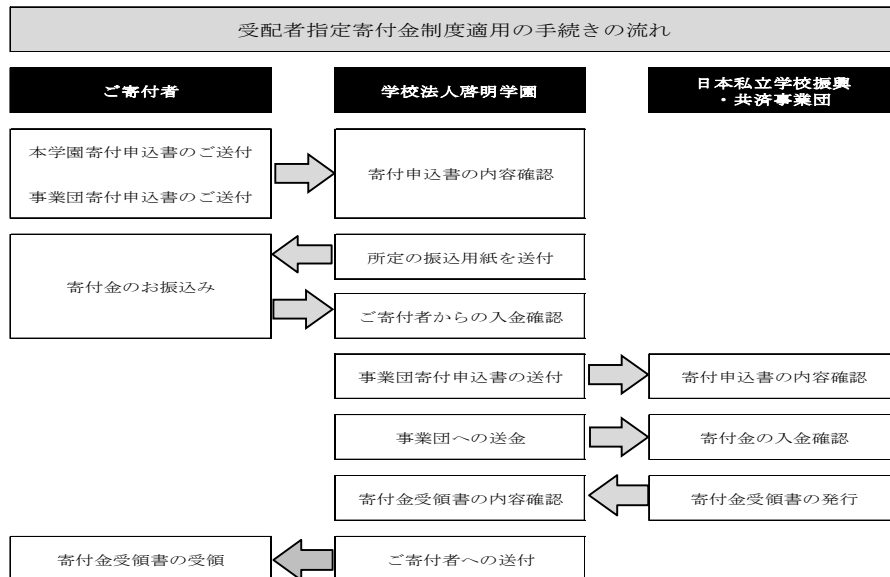 受配者指定寄付金制度適用の手続きの流れ
ご寄付者
学校法人啓明学園
日本私立学校振興
・共済事業団
本学園寄付申込書のご送付
事業団寄付申込書のご送付
寄付申込書の内容確認
寄付金のお振込み
所定の振込用紙を送付
ご寄付者からの入金確認
事業団寄付申込書の送付
寄付申込書の内容確認
事業団への送金
寄付金の入金確認
寄付金受領書の内容確認
寄付金受領書の発行
寄付金受領書の受領
ご寄付者への送付